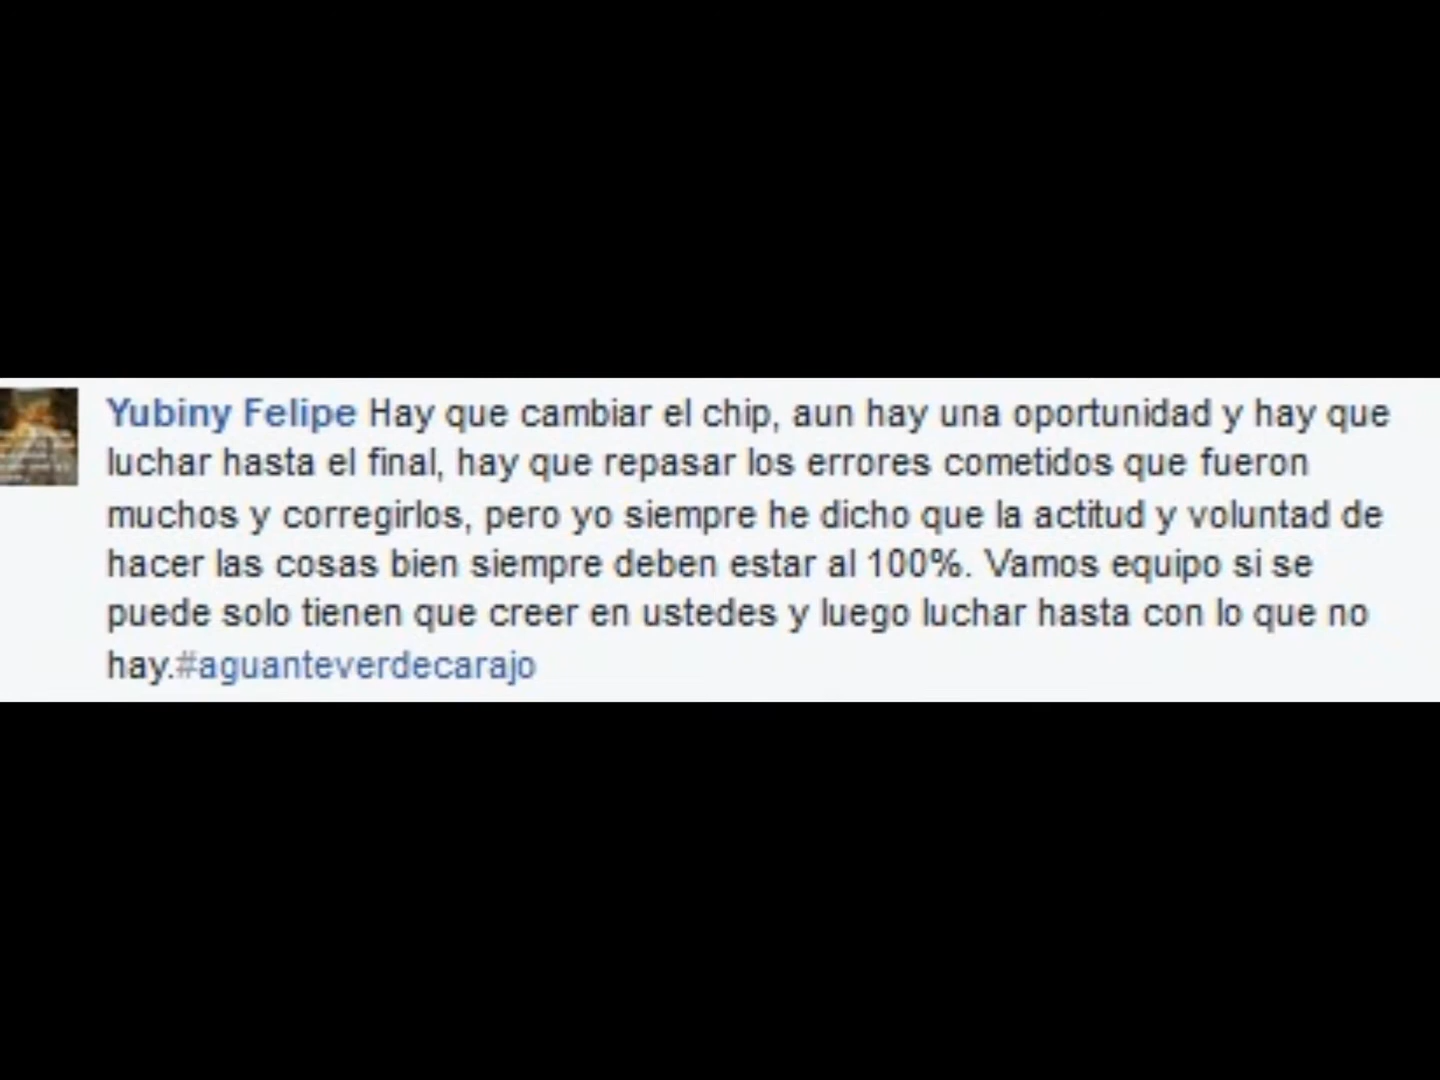 Yubiny Felipe Hay que cambiar el chip, aun hay una oportunidad y hay que
luchar hasta el final, hay que repasar los errores cometidos que fueron
muchos y corregirlos, pero yo siempre he dicho que la actitud y voluntad de
hacer las cosas bien siempre deben estar al 100%. Vamos equipo si se
puede solo tienen que creer en ustedes y luego luchar hasta con lo que no
hay.#aguanteverdecarajo